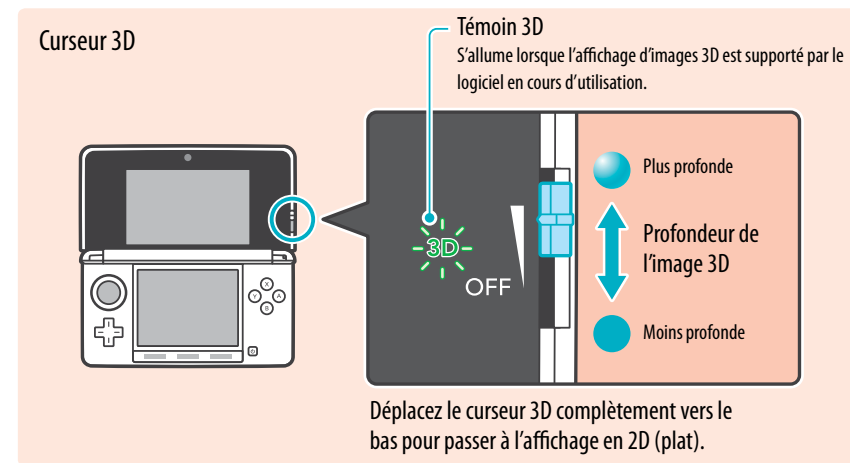 Curseur 3D
Témoin 3D
S'allume lorsque l'affichage d'images 3D est supporté par le
logiciel en cours d'utilisation.
3D
OFF
Plus profonde
Profondeur de
l'image 3D
Moins profonde
X
Y
A
B
Déplacez le curseur 3D complètement vers le
bas pour passer à l'affichage en 2D (plat).